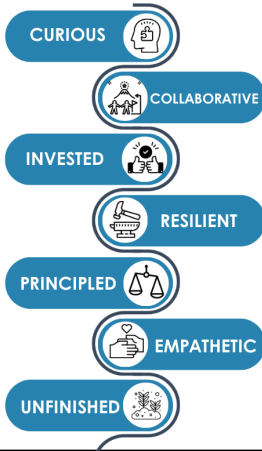 CURIOUS
COLLABORATIVE
INVESTED
RESILIENT
PRINCIPLED
EMPATHETIC
UNFINISHED